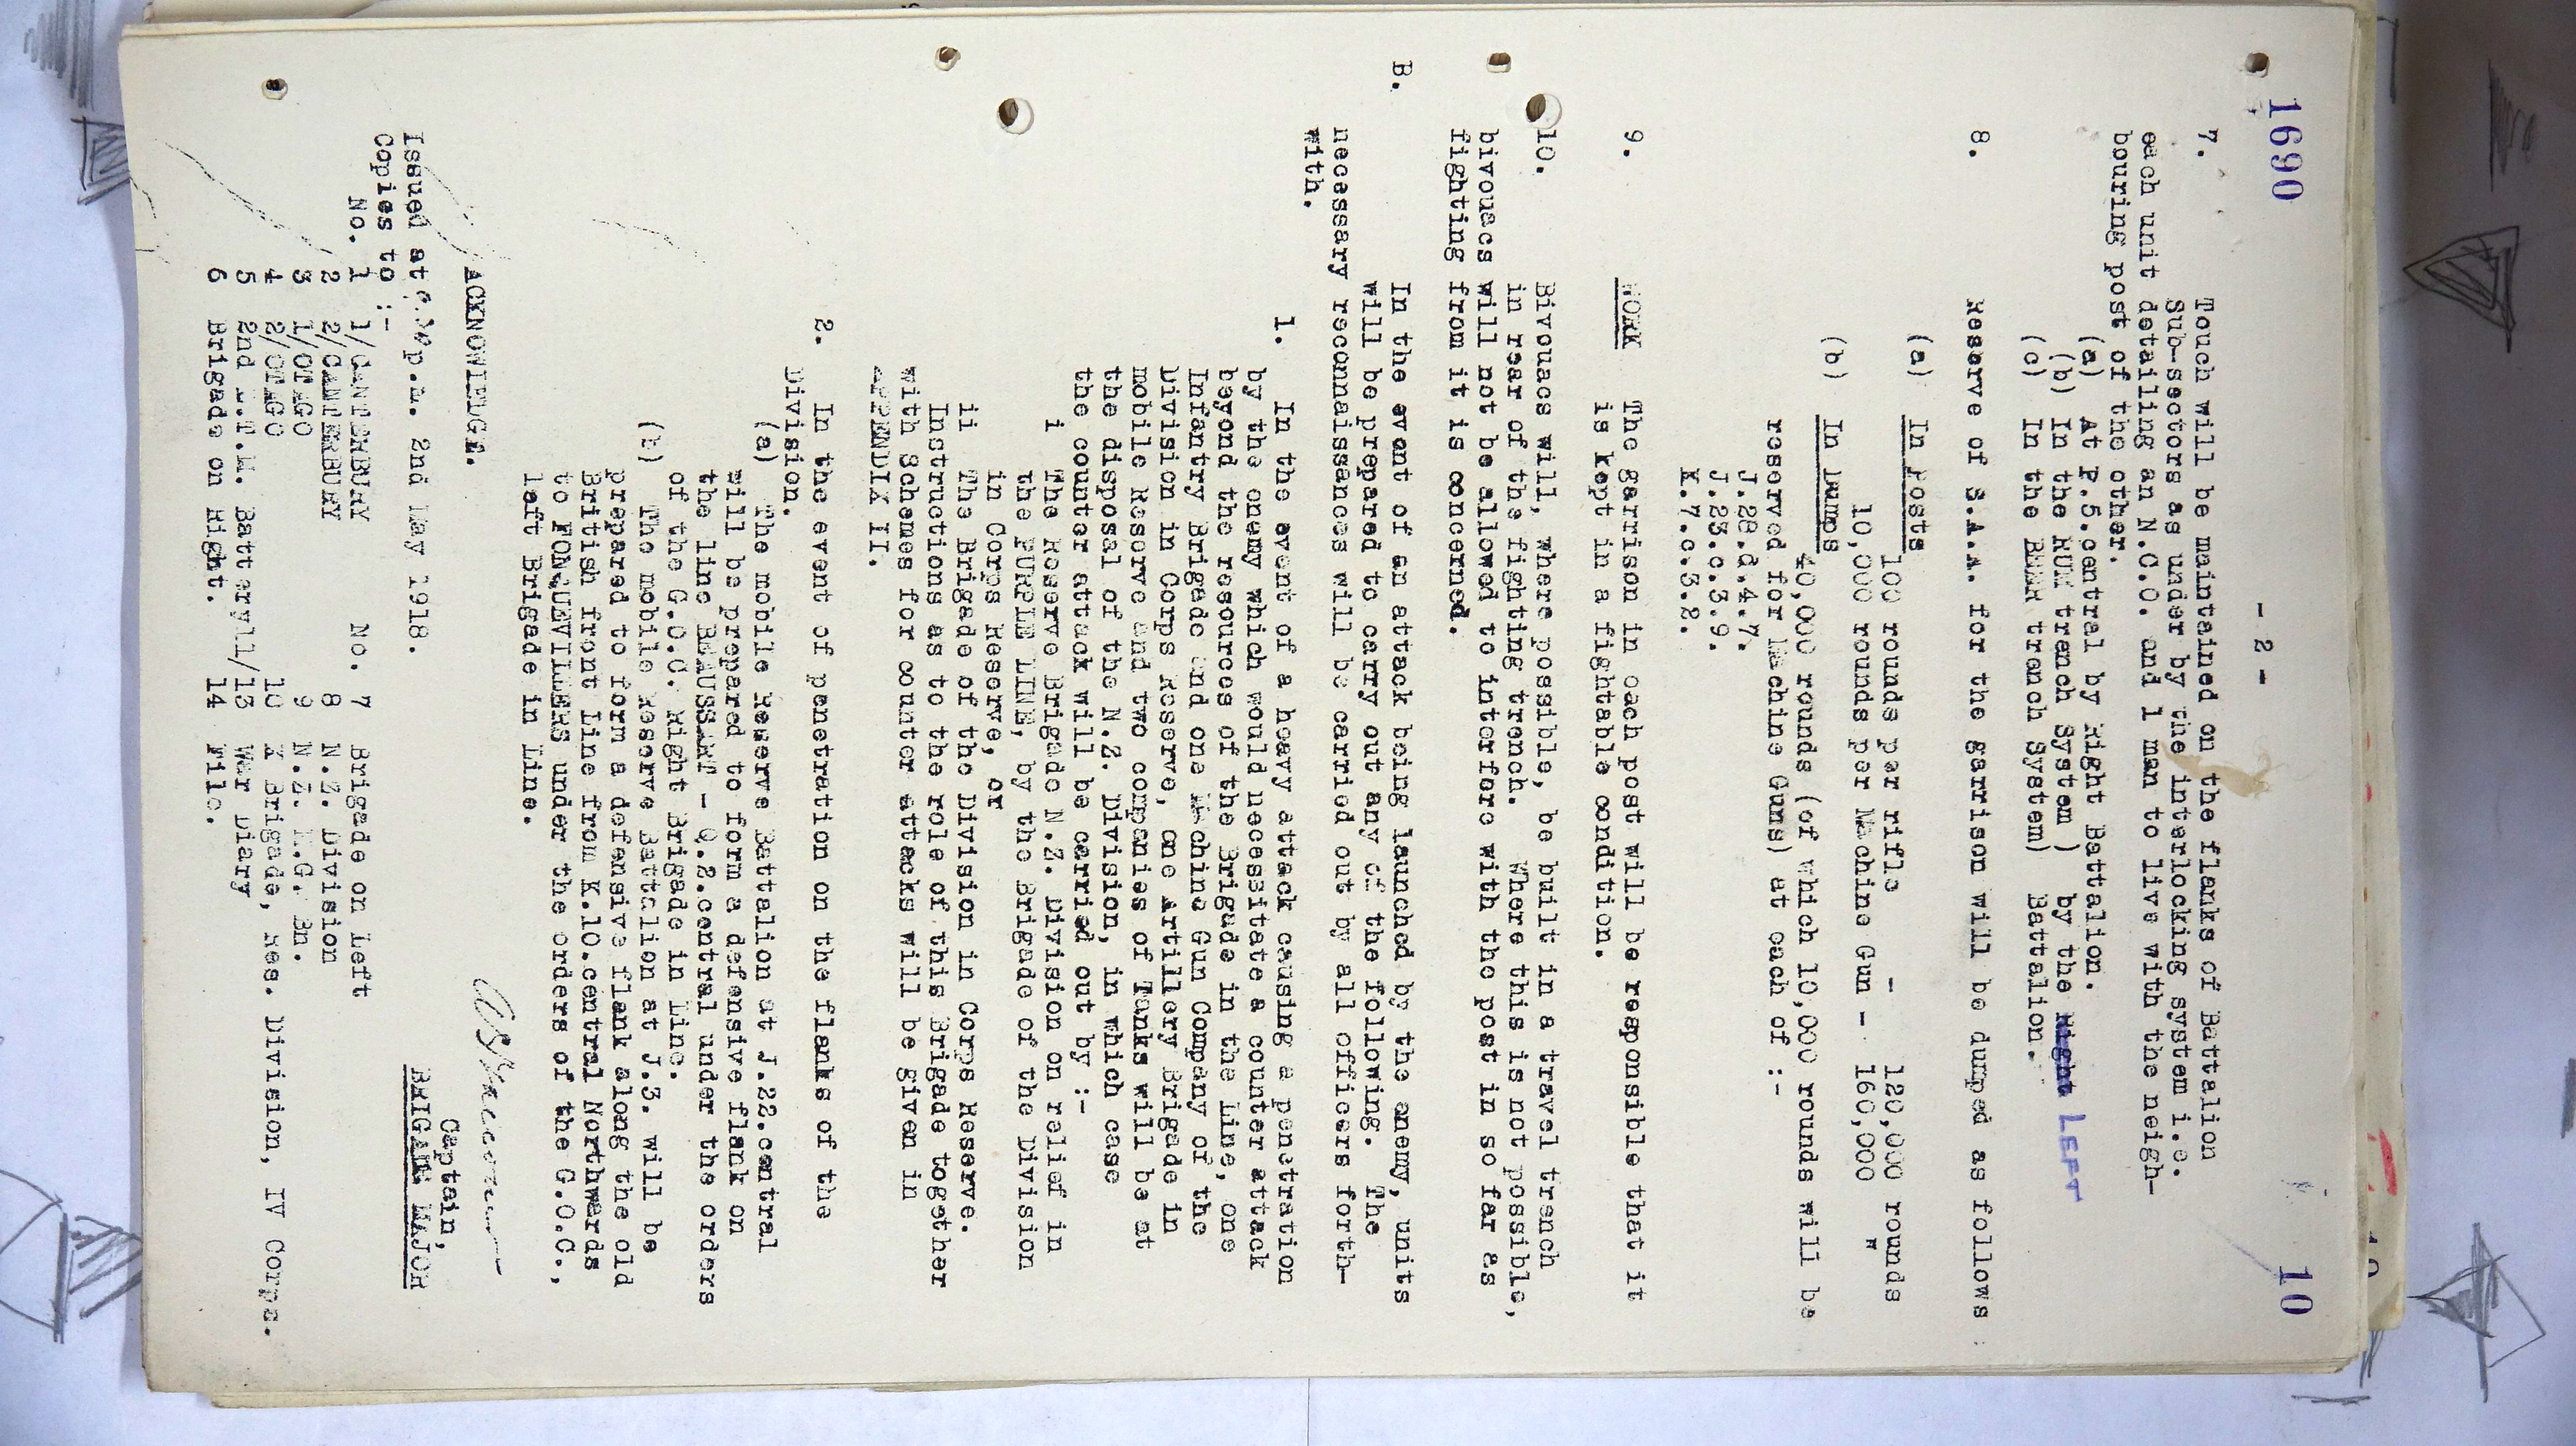 1690
10
- 2 -
7. Touch will be maintained on the flanks of Battalion
Sub-sectors as under by the interlocking system i.e.
each unit detailing an N.C.O. and 1 man to live with the neigh-
bouring post of the other.
(a) At P.5.central by Right Battalion.
(b) In the RUM trench System ) by the Right LEFT
(c) In the BEER trench System) Battalion.
8. Reserve of S.A.A. for the garrison will be dumped as follows :
(a) In Posts
100 rounds per rifle - 120,000 rounds
10,000 rounds per Machine Gun - 160,000 "
(b) In Dumps
40,000 rounds (of which 10,000 rounds will be
reserved for Machine Guns) at each of :-
J.28.d.4.7.
J.23.c.3.9.
K.7.c.3.2.
9. WORK The garrison in each post will be responsible that it
is kept in a fightable condition.
10. Bivouacs will, where possible, be built in a travel trench
in rear of the fighting trench. Where this is not possible,
bivouacs will not be allowed to interfere with the post in so far as
fighting from it is concerned.
B. In the event of an attack being launched by the enemy, units
will be prepared to carry out any of the following. The
necessary reconnaissances will be carried out by all officers forth-
with.
1. In the event of a heavy attack causing a penetration
by the enemy which would necessitate a counter attack
beyond the resources of the Brigade in the Line, one
Infantry Brigade and one Machine Gun Company of the
Division in Corps Reserve, one Artillery Brigade in
mobile Reserve and two companies of Tanks will be at
the disposal of the N.Z. Division, in which case
the counter attack will be carried out by :-
i The Reserve Brigade N.Z. Division on relief in
the PURPLE LINE, by the Brigade of the Division
in Corps Reserve, or
ii The Brigade of the Division in Corps Reserve.
Instructions as to the role of this Brigade together
with Schemes for counter attacks will be given in
APPENDIX II.
2. In the event of penetration on the flanks of the
Division.
(a) The mobile Reserve Battalion at J.22.central
will be prepared to form a defensive flank on
the line BEAUSSART - Q.2.central under the orders
of the G.O.C. Right Brigade in Line.
(b) The mobile Reserve Battalion at J.3. will be
prepared to form a defensive flank along the old
British front Line from K.10.central Northwards
to FONQUEVILLERS under the orders of the G.O.C.,
left Brigade in Line.
ACKNOWLEDGE.
Captain,
BRIGADE MAJOR
Issued at p.m. 2nd May 1918.
Copies to :-
No. 1 1/CANTERBURY No. 7 Brigade on Left
2 2/CANTERBURY 8 N.Z. Division
3 1/OTAGO 9 N.Z. M.G. Bn.
4 2/OTAGO 10 X Brigade, Res. Division, IV Corps.
5 2nd L.T.M. Battery11/13 War Diary
6 Brigade on Right. 14 File.